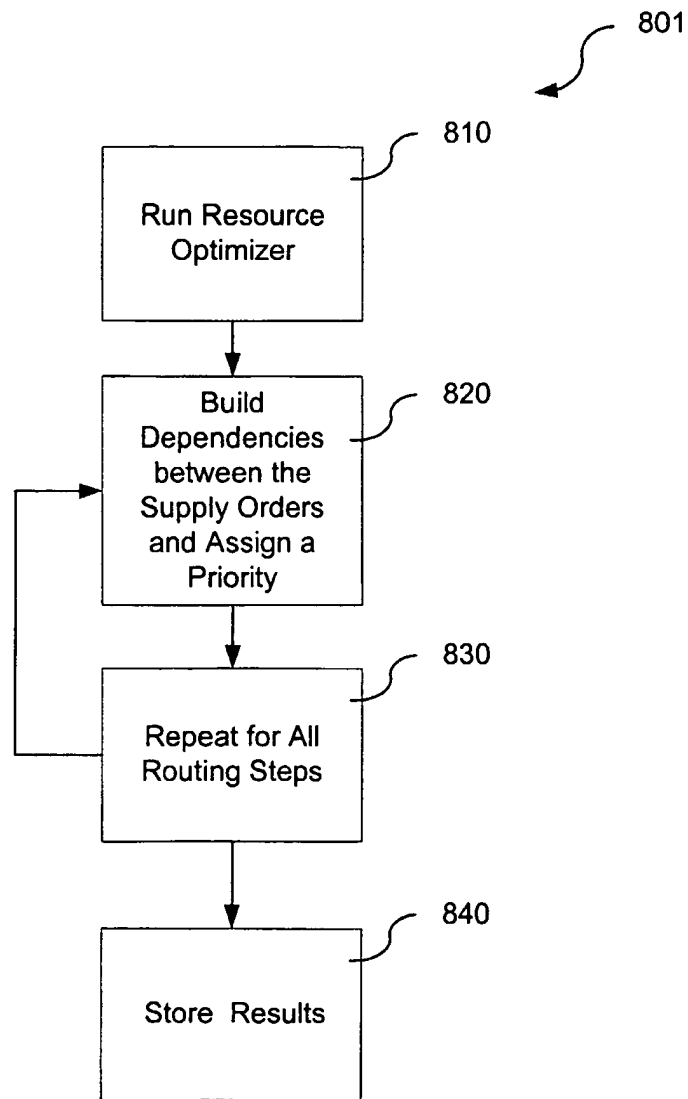 801
810
Run Resource
Optimizer
820
Build
Dependencies
between the
Supply Orders
and Assign a
Priority
830
Repeat for All
Routing Steps
840
Store Results